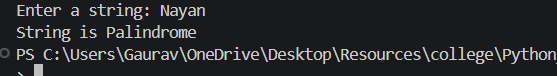 Enter a string: Nayan
String is Palindrome
PS C:\Users\Gaurav\OneDrive\Desktop\Resources\college\Python